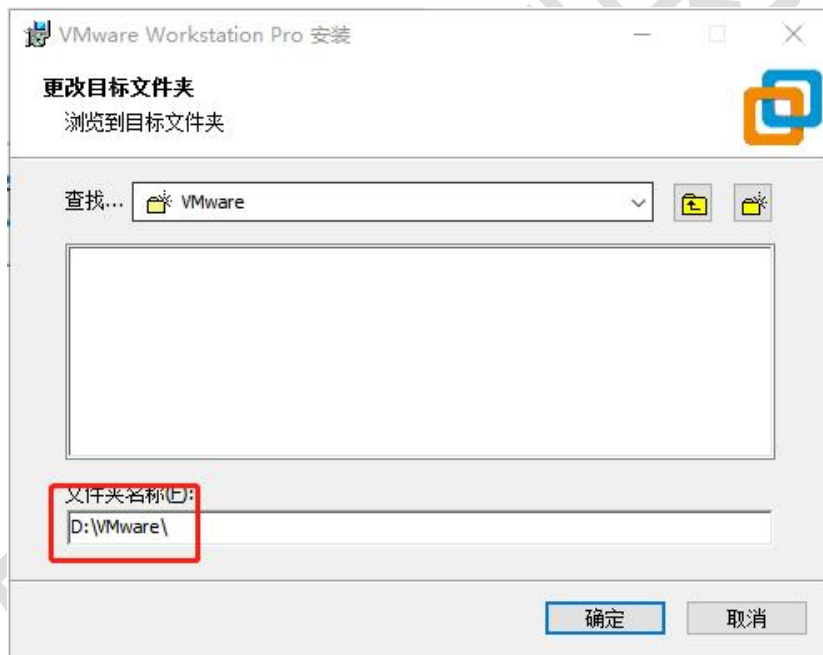 VMware Workstation Pro 安装
更改目标文件夹
浏览到目标文件夹
查找... VMware
文件夹名称(F):
D:\VMware\
确定 取消